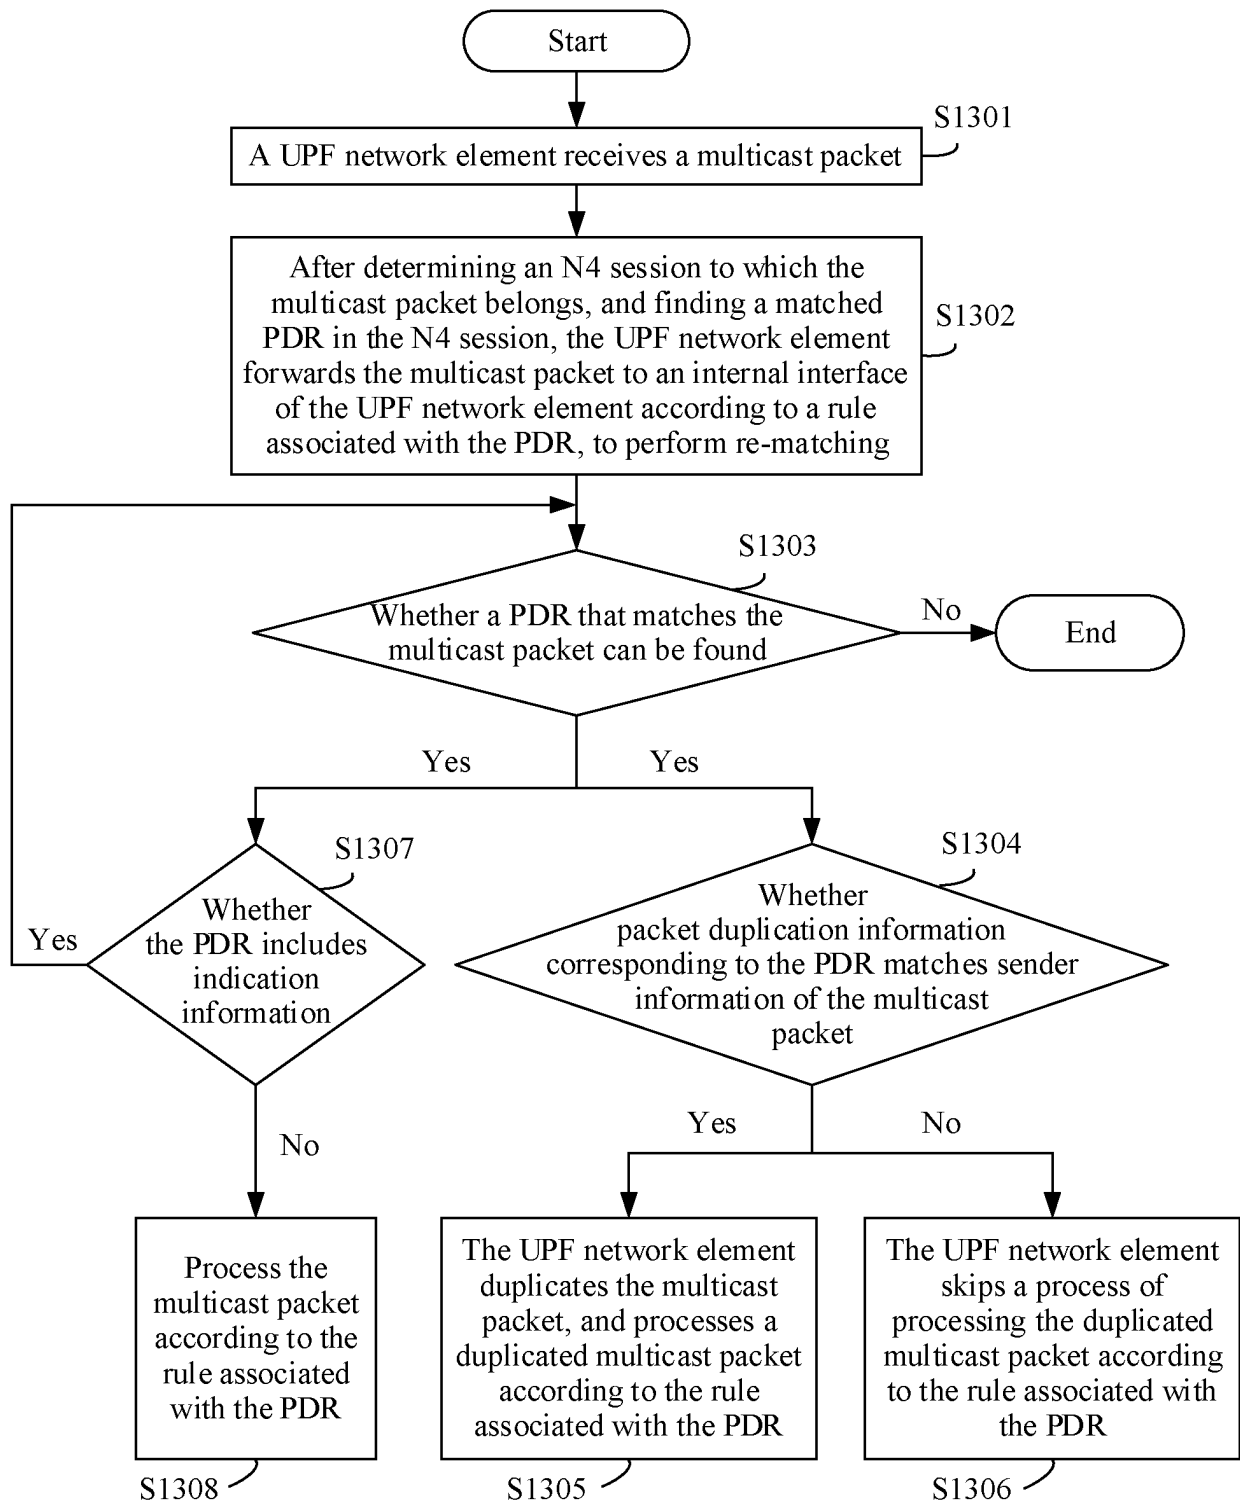 Start
S1301
A UPF network element receives a multicast packet
After determining an N4 session to which the
multicast packet belongs, and finding a matched
PDR in the N4 session, the UPF network element
forwards the multicast packet to an internal interface
of the UPF network element according to a rule
associated with the PDR, to perform re-matching
S1302
S1303
Whether a PDR that matches the
multicast packet can be found
No
End
Yes
Yes
S1307
Whether
the PDR includes
indication
information
Yes
No
S1304
Whether
packet duplication information
corresponding to the PDR matches sender
information of the multicast
packet
Yes
No
Process the
multicast packet
according to the
rule associated
with the PDR
S1308
The UPF network element
duplicates the multicast
packet, and processes a
duplicated multicast packet
according to the rule
associated with the PDR
S1305
The UPF network element
skips a process of
processing the duplicated
multicast packet according
to the rule associated with
the PDR
S1306